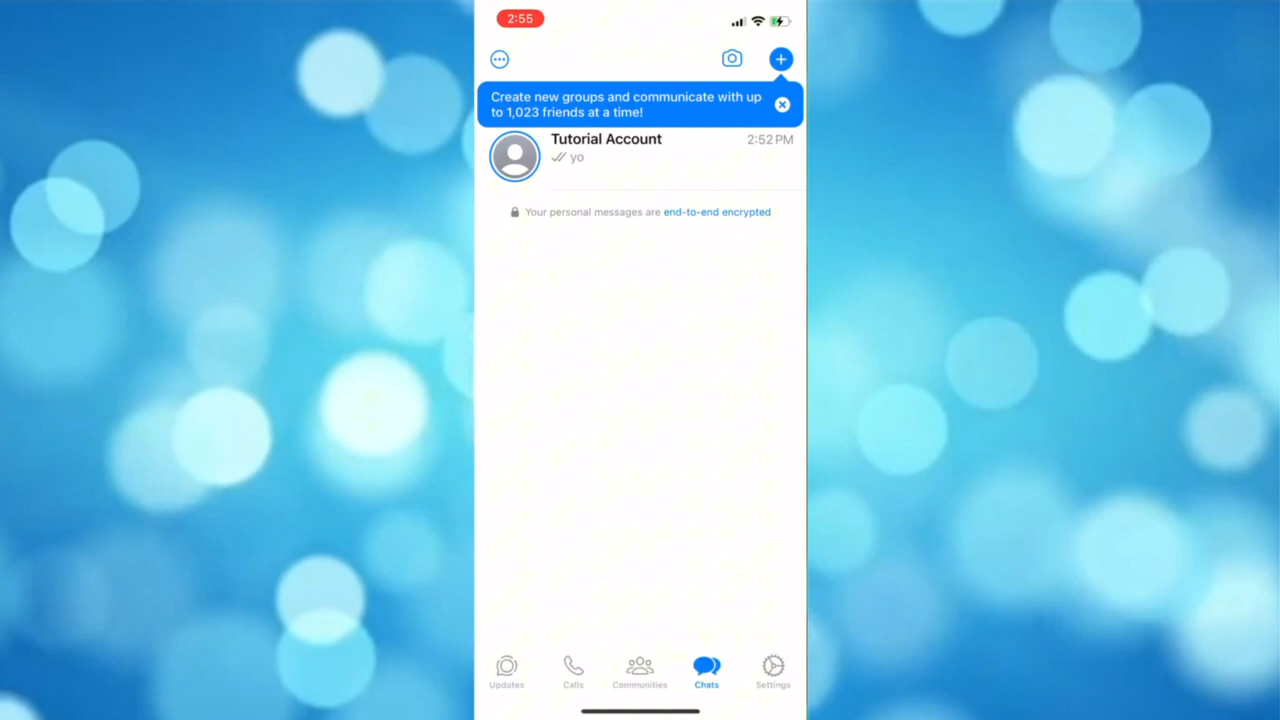 2:55
Create new groups and communicate with up
to 1,023 friends at a time!
Tutorial Account
2:52 PM
yo
Your personal messages are end-to-end encrypted
Updates
Calls
Communities
Chats
Settings